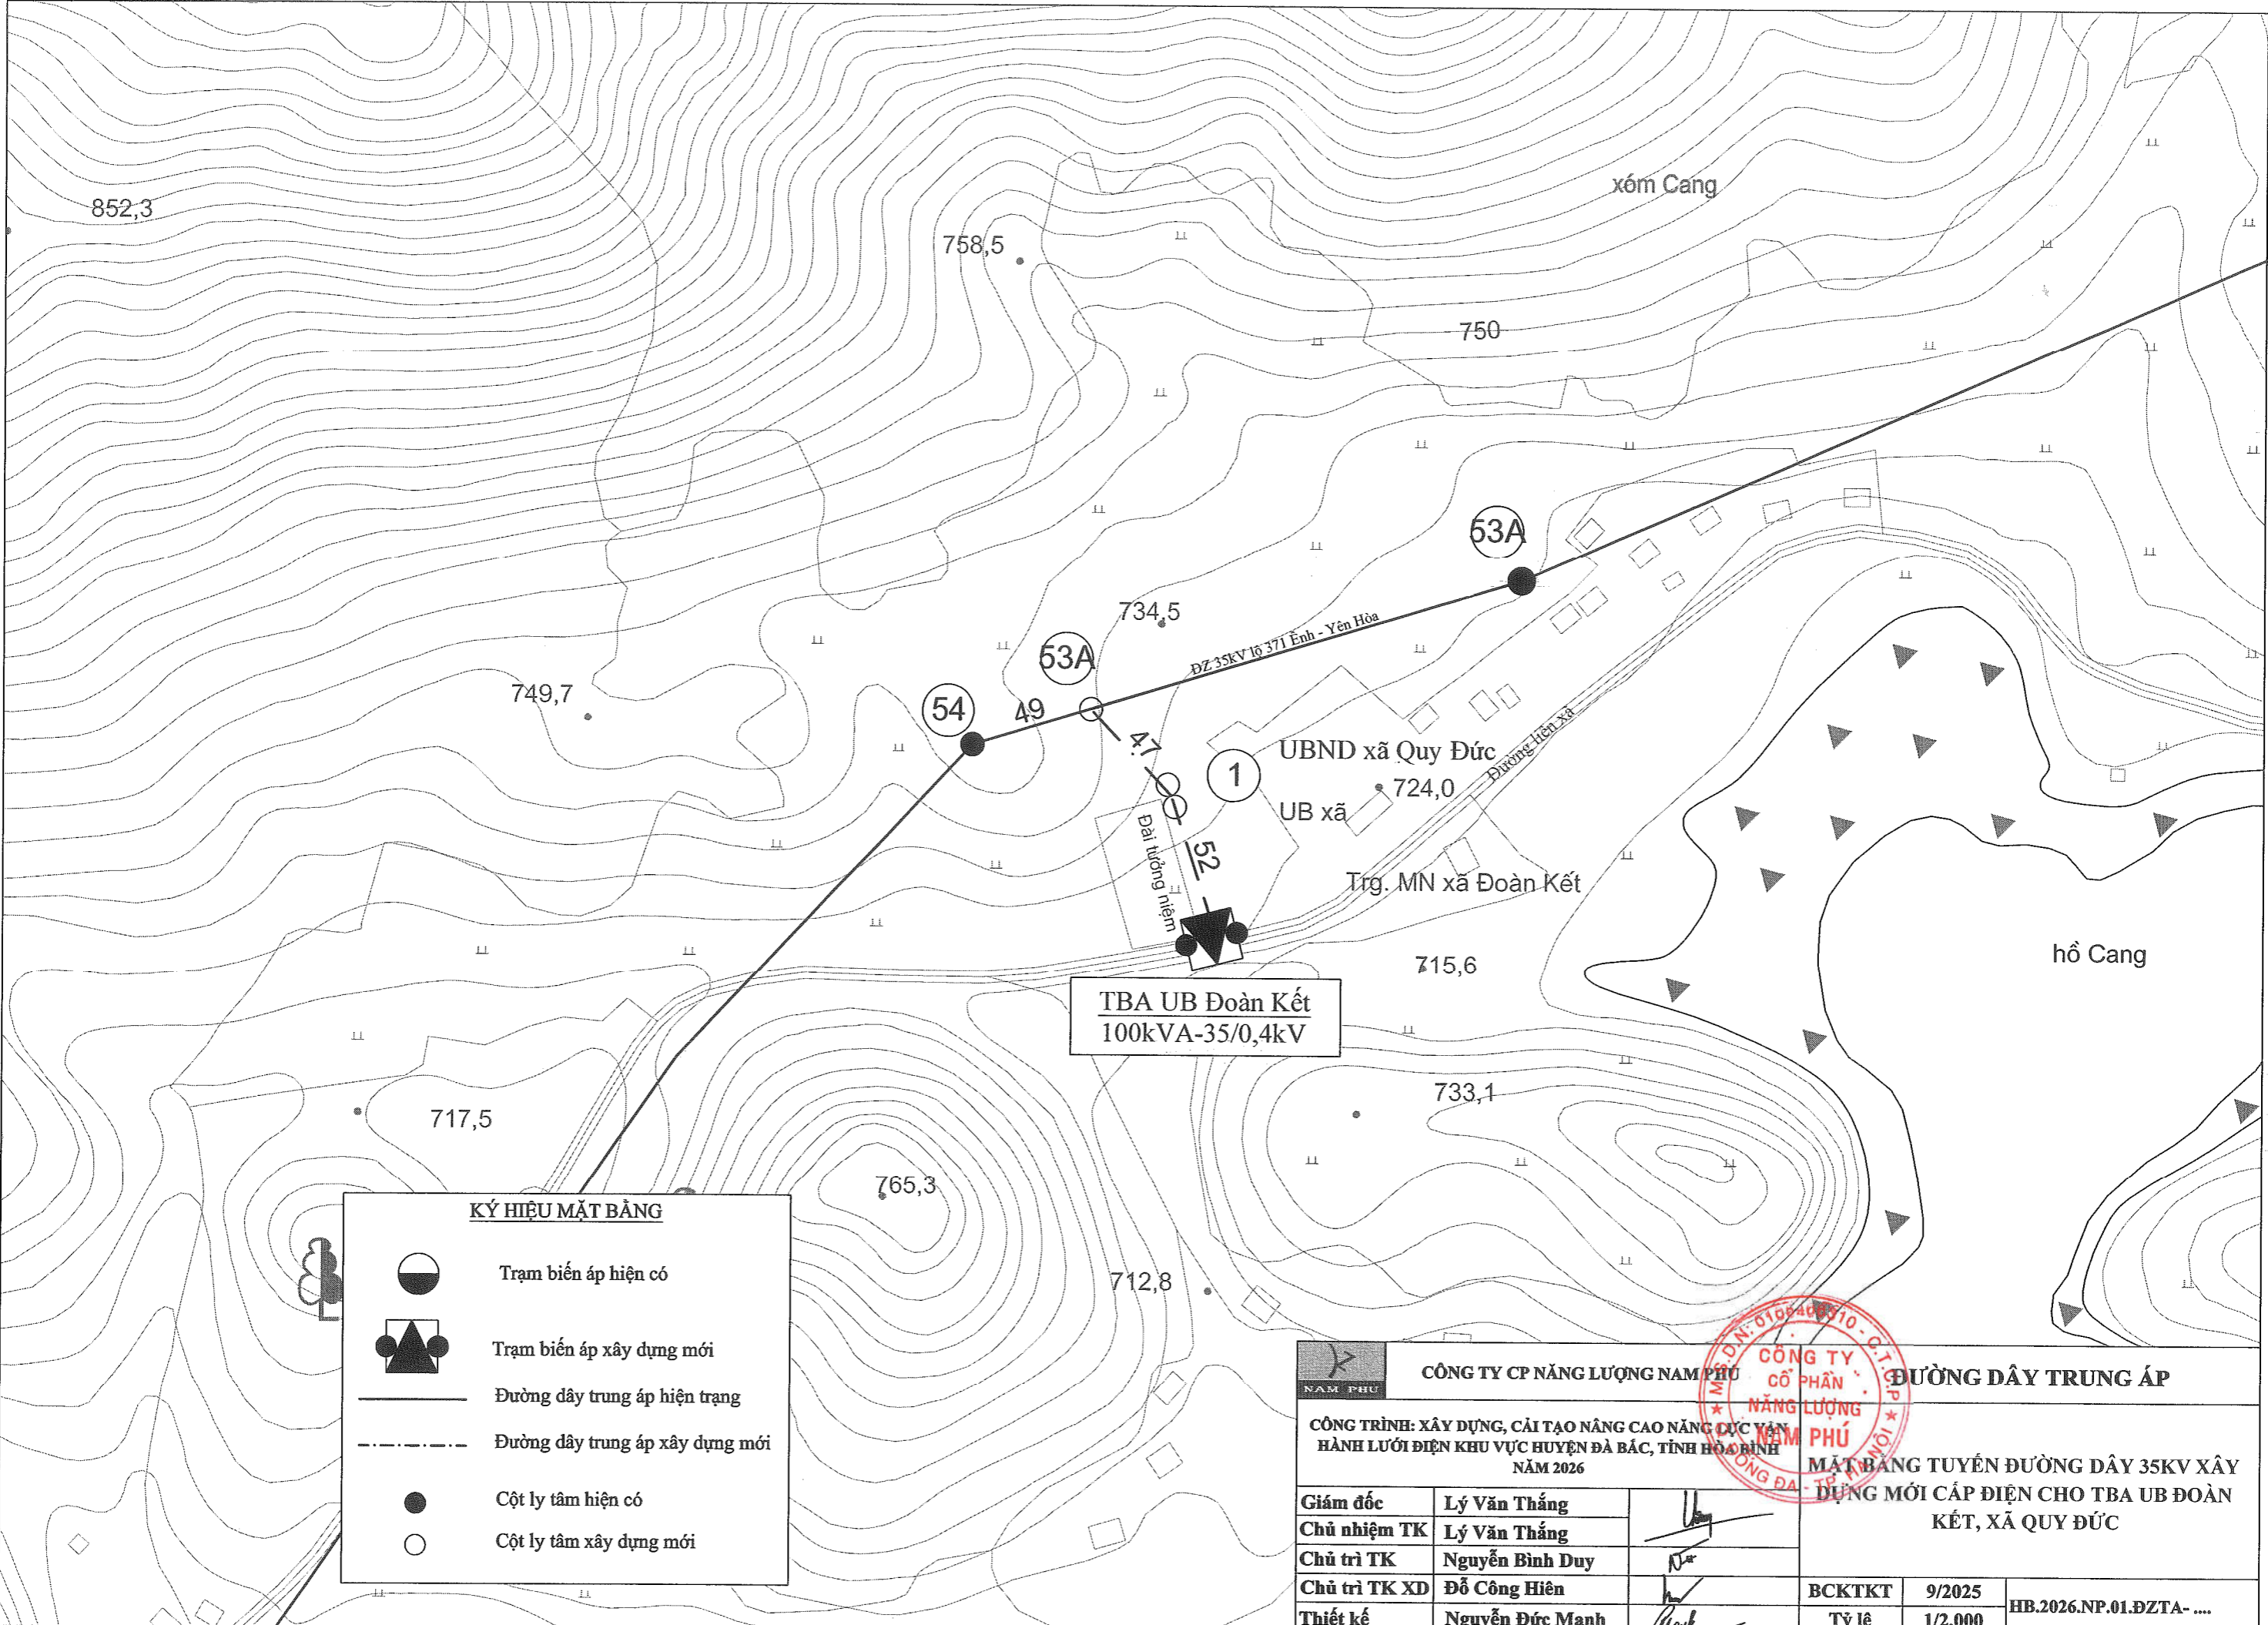 xóm Cang
852,3
758,5
750
53A
734,5
ĐZ 35kV lộ 371 Ênh - Yên Hòa
53A
749,7
54
49
47
1
UBND xã Quy Đức
724,0
UB xã
Đường liên xã
Đài tưởng niệm
52
Trg. MN xã Đoàn Kết
715,6
hồ Cang
TBA UB Đoàn Kết
100kVA-35/0,4kV
733,1
717,5
765,3
712,8
KÝ HIỆU MẶT BẰNG
Trạm biến áp hiện có
Trạm biến áp xây dựng mới
Đường dây trung áp hiện trạng
Đường dây trung áp xây dựng mới
Cột ly tâm hiện có
Cột ly tâm xây dựng mới
NAM PHU
CÔNG TY CP NĂNG LƯỢNG NAM PHÚ
ĐƯỜNG DÂY TRUNG ÁP
CÔNG TRÌNH: XÂY DỰNG, CẢI TẠO NÂNG CAO NĂNG LỰC VẬN
HÀNH LƯỚI ĐIỆN KHU VỰC HUYỆN ĐÀ BẮC, TỈNH HÒA BÌNH
NĂM 2026
CÔNG TY
CỔ PHẦN
NĂNG LƯỢNG
NAM PHÚ
C.T.C.P
ĐỐNG ĐA - TP. HÀ NỘI
MẶT BẰNG TUYẾN ĐƯỜNG DÂY 35KV XÂY
DỰNG MỚI CẤP ĐIỆN CHO TBA UB ĐOÀN
KẾT, XÃ QUY ĐỨC
Giám đốc Lý Văn Thắng
Chủ nhiệm TK Lý Văn Thắng
Chủ trì TK Nguyễn Bình Duy
Chủ trì TK XD Đỗ Công Hiên
BCKTKT 9/2025
HB.2026.NP.01.ĐZTA- ....
Thiết kế Nguyễn Đức Mạnh
Tỷ lệ 1/2.000